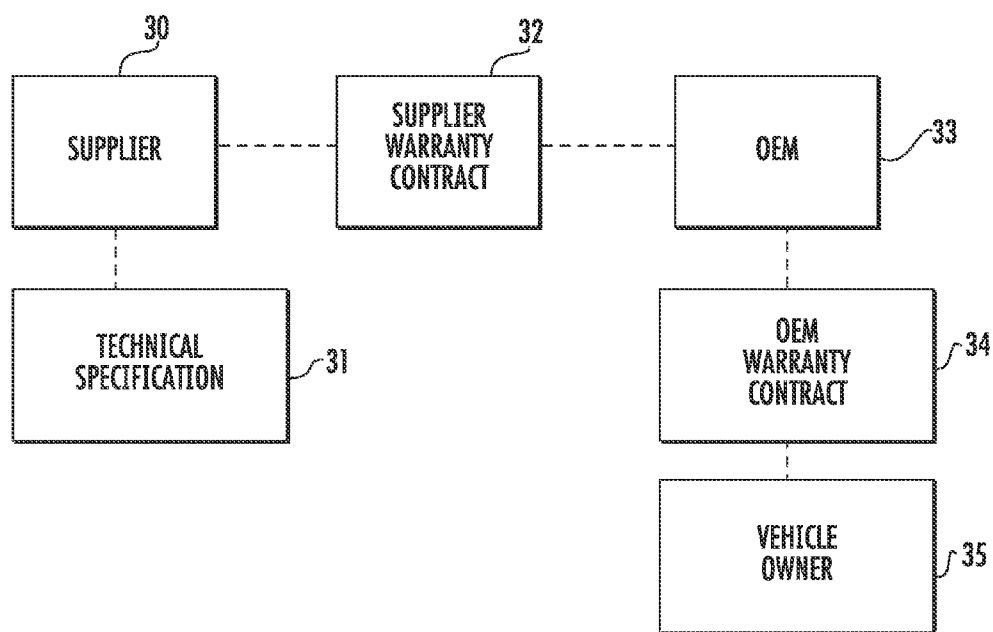 30
SUPPLIER
32
SUPPLIER
WARRANTY
CONTRACT
OEM
33
TECHNICAL
SPECIFICATION
31
OEM
WARRANTY
CONTRACT
34
VEHICLE
OWNER
35